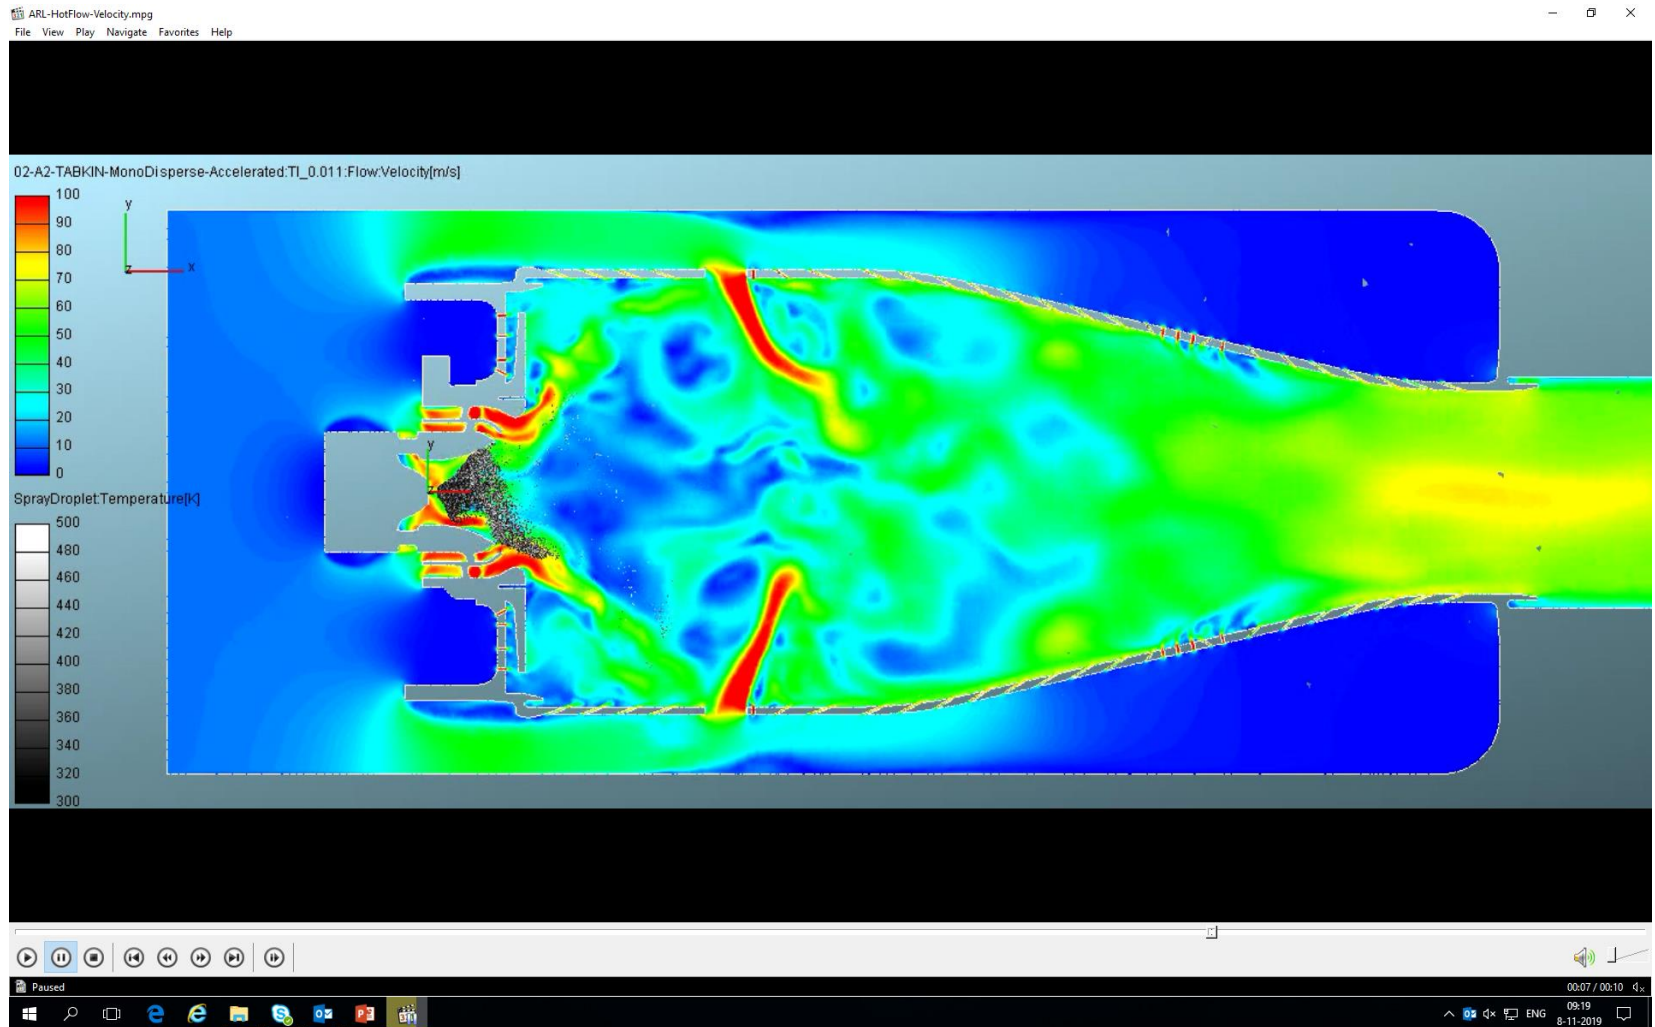 ARL-HotFlow-Velocity.mpg
File View Play Navigate Favorites Help
02-A2-TABKIN-MonoDisperse-Accelerated:TI_0.011:Flow:Velocity[m/s]
100
90
80
70
60
50
40
30
20
10
0
y
z
x
y
z
SprayDroplet:Temperature[K]
500
480
460
440
420
400
380
360
340
320
300
Paused
00:07 / 00:10
ENG
09:19
8-11-2019